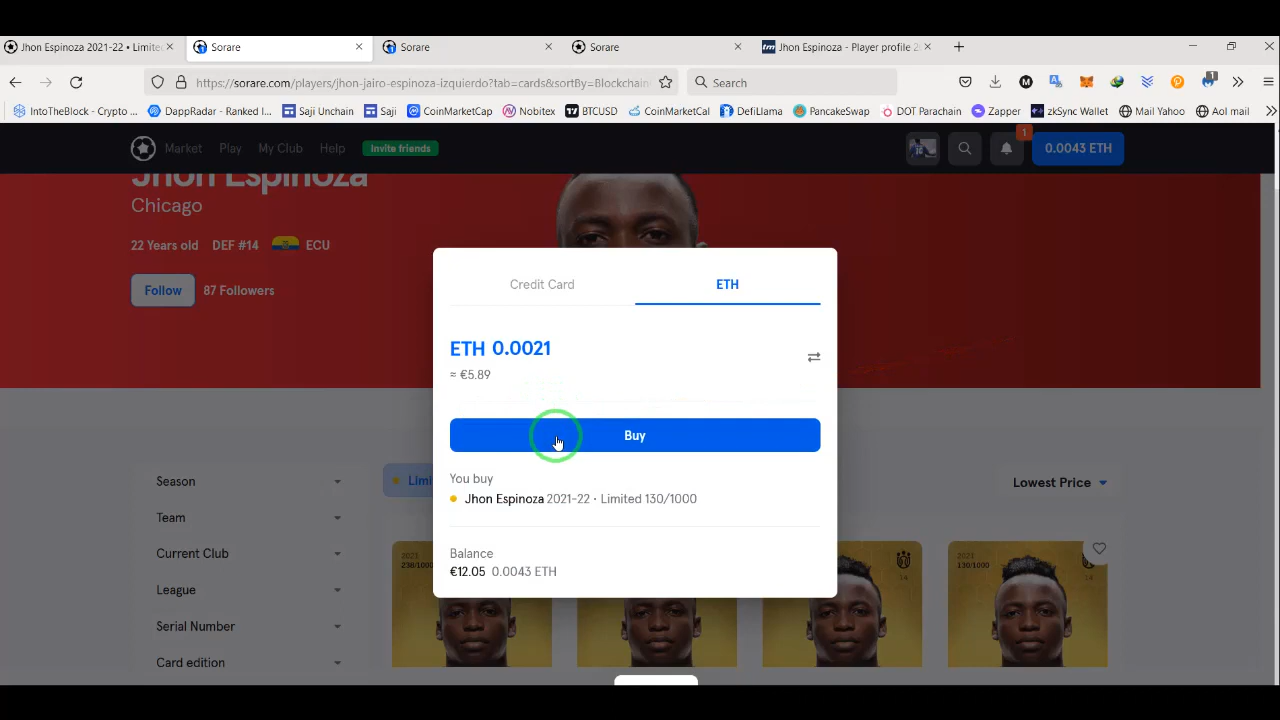 Jhon Espinoza 2021-22 • Limite
Sorare
Sorare
Sorare
tm Jhon Espinoza - Player profile 2
https://sorare.com/players/jhon-jairo-espinoza-izquierdo?tab=cards&sortBy=Blockchain
Search
1
IntoTheBlock - Crypto ...
DappRadar - Ranked l...
Saji Unchain
Saji
CoinMarketCap
Nobitex
BTCUSD
CoinMarketCal
DefiLlama
PancakeSwap
DOT Parachain
Zapper
zkSync Wallet
Mail Yahoo
Aol mail
Market
Play
My Club
Help
Invite friends
1
0.0043 ETH
Jhon Espinoza
Chicago
22 Years old DEF #14 ECU
Follow
87 Followers
Credit Card
ETH
ETH 0.0021
≈ €5.89
Buy
You buy
Jhon Espinoza 2021-22 · Limited 130/1000
Balance
€12.05 0.0043 ETH
Season
Team
Current Club
League
Serial Number
Card edition
Limi
Lowest Price
2021
238/1000
14
2021
130/1000
14